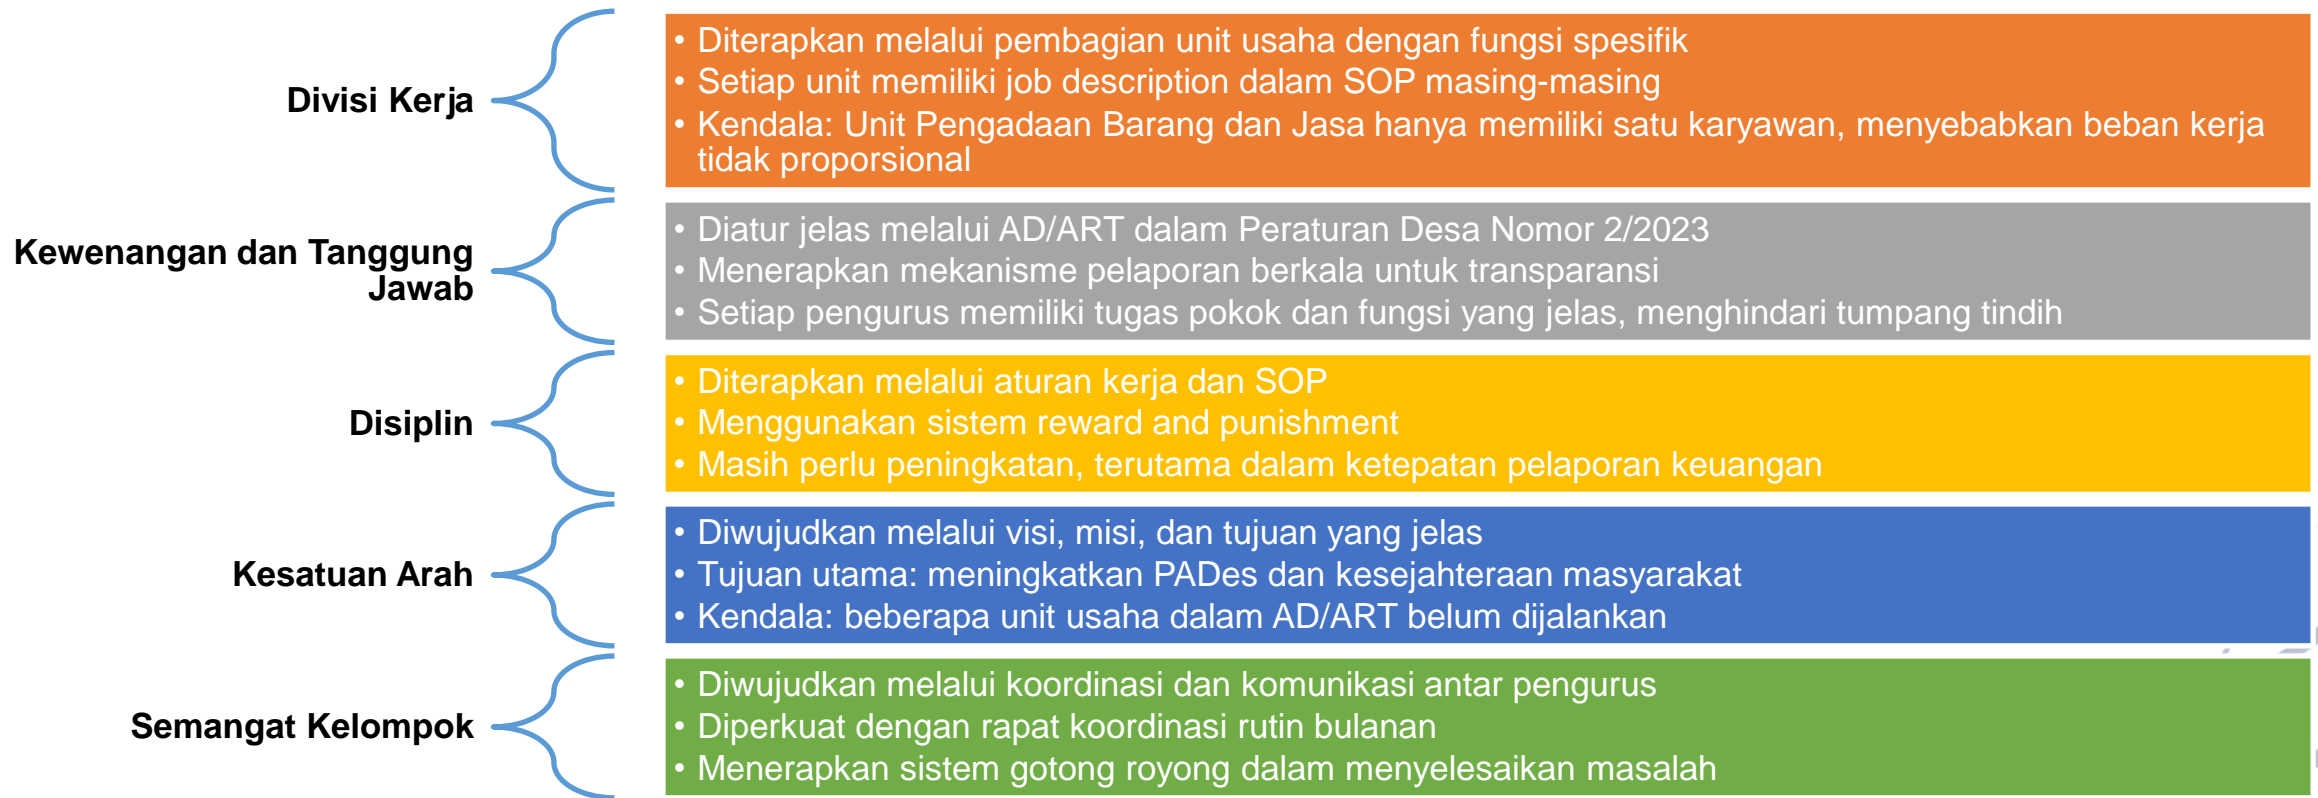 Divisi Kerja
• Diterapkan melalui pembagian unit usaha dengan fungsi spesifik
• Setiap unit memiliki job description dalam SOP masing-masing
• Kendala: Unit Pengadaan Barang dan Jasa hanya memiliki satu karyawan, menyebabkan beban kerja
tidak proporsional
Kewenangan dan Tanggung
Jawab
• Diatur jelas melalui AD/ART dalam Peraturan Desa Nomor 2/2023
• Menerapkan mekanisme pelaporan berkala untuk transparansi
• Setiap pengurus memiliki tugas pokok dan fungsi yang jelas, menghindari tumpang tindih
Disiplin
• Diterapkan melalui aturan kerja dan SOP
• Menggunakan sistem reward and punishment
• Masih perlu peningkatan, terutama dalam ketepatan pelaporan keuangan
Kesatuan Arah
• Diwujudkan melalui visi, misi, dan tujuan yang jelas
• Tujuan utama: meningkatkan PADes dan kesejahteraan masyarakat
• Kendala: beberapa unit usaha dalam AD/ART belum dijalankan
Semangat Kelompok
• Diwujudkan melalui koordinasi dan komunikasi antar pengurus
• Diperkuat dengan rapat koordinasi rutin bulanan
• Menerapkan sistem gotong royong dalam menyelesaikan masalah